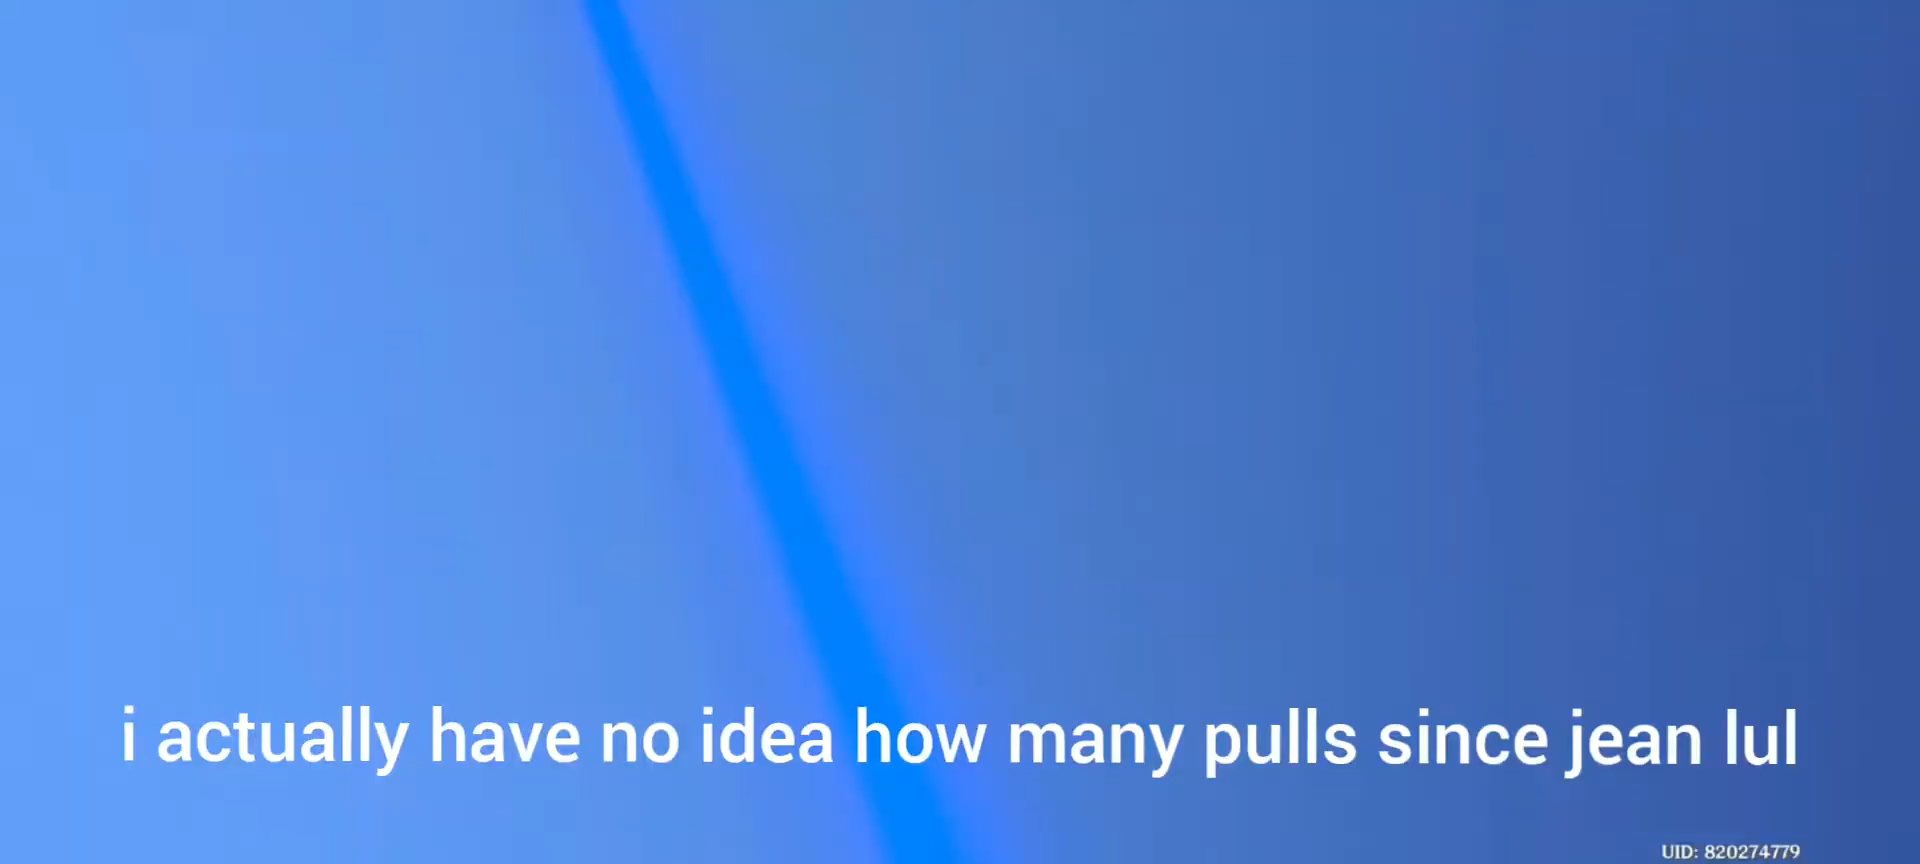 i actually have no idea how many pulls since jean lul
UID: 820274779